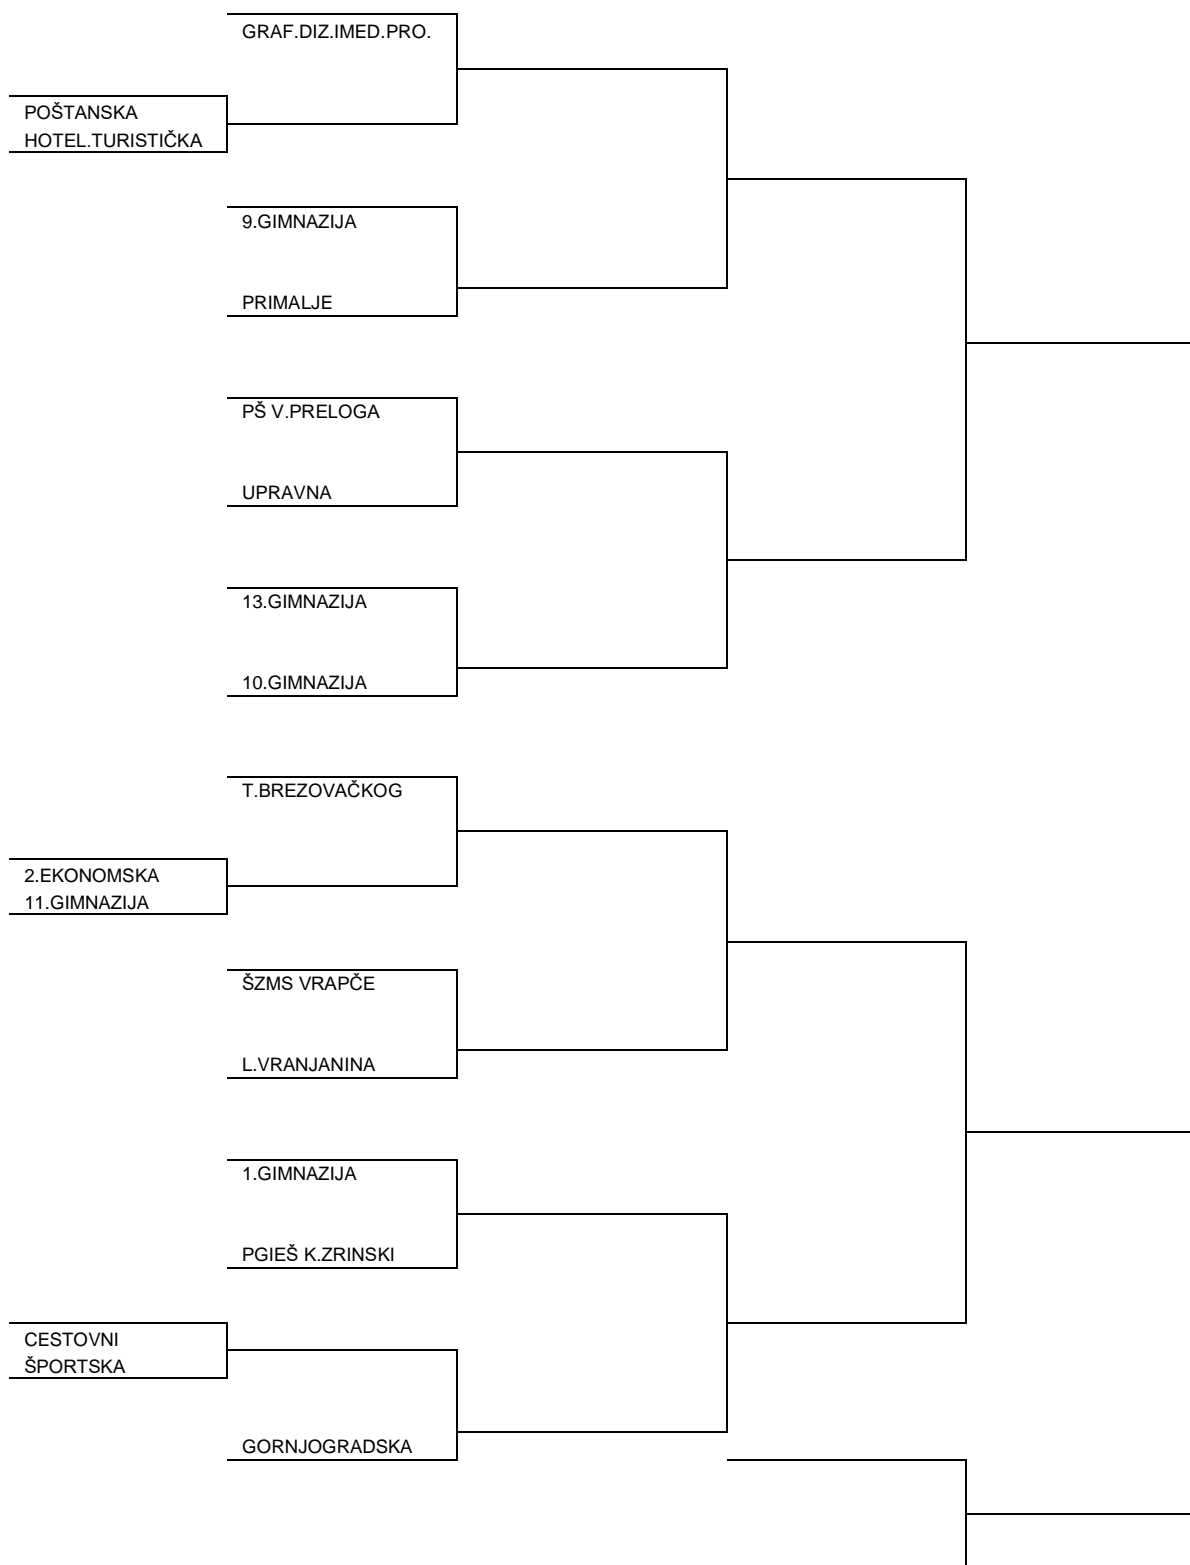 GRAF.DIZ.IMED.PRO.
POŠTANSKA
HOTEL.TURISTIČKA
9.GIMNAZIJA
PRIMALJE
PŠ V.PRELOGA
UPRAVNA
13.GIMNAZIJA
10.GIMNAZIJA
T.BREZOVAČKOG
2.EKONOMSKA
11.GIMNAZIJA
ŠZMS VRAPČE
L.VRANJANINA
1.GIMNAZIJA
PGIEŠ K.ZRINSKI
CESTOVNI
ŠPORTSKA
GORNJOGRADSKA